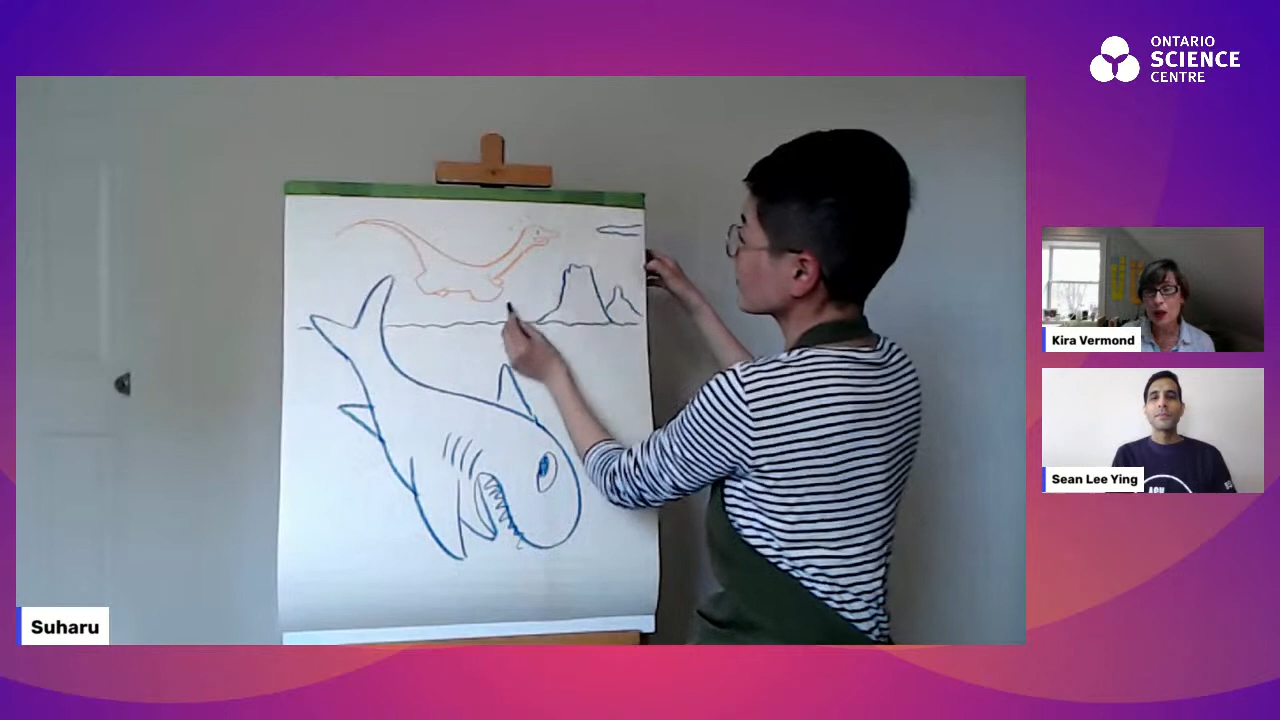 ONTARIO
SCIENCE
CENTRE
Kira Vermond
Sean Lee Ying
Suharu